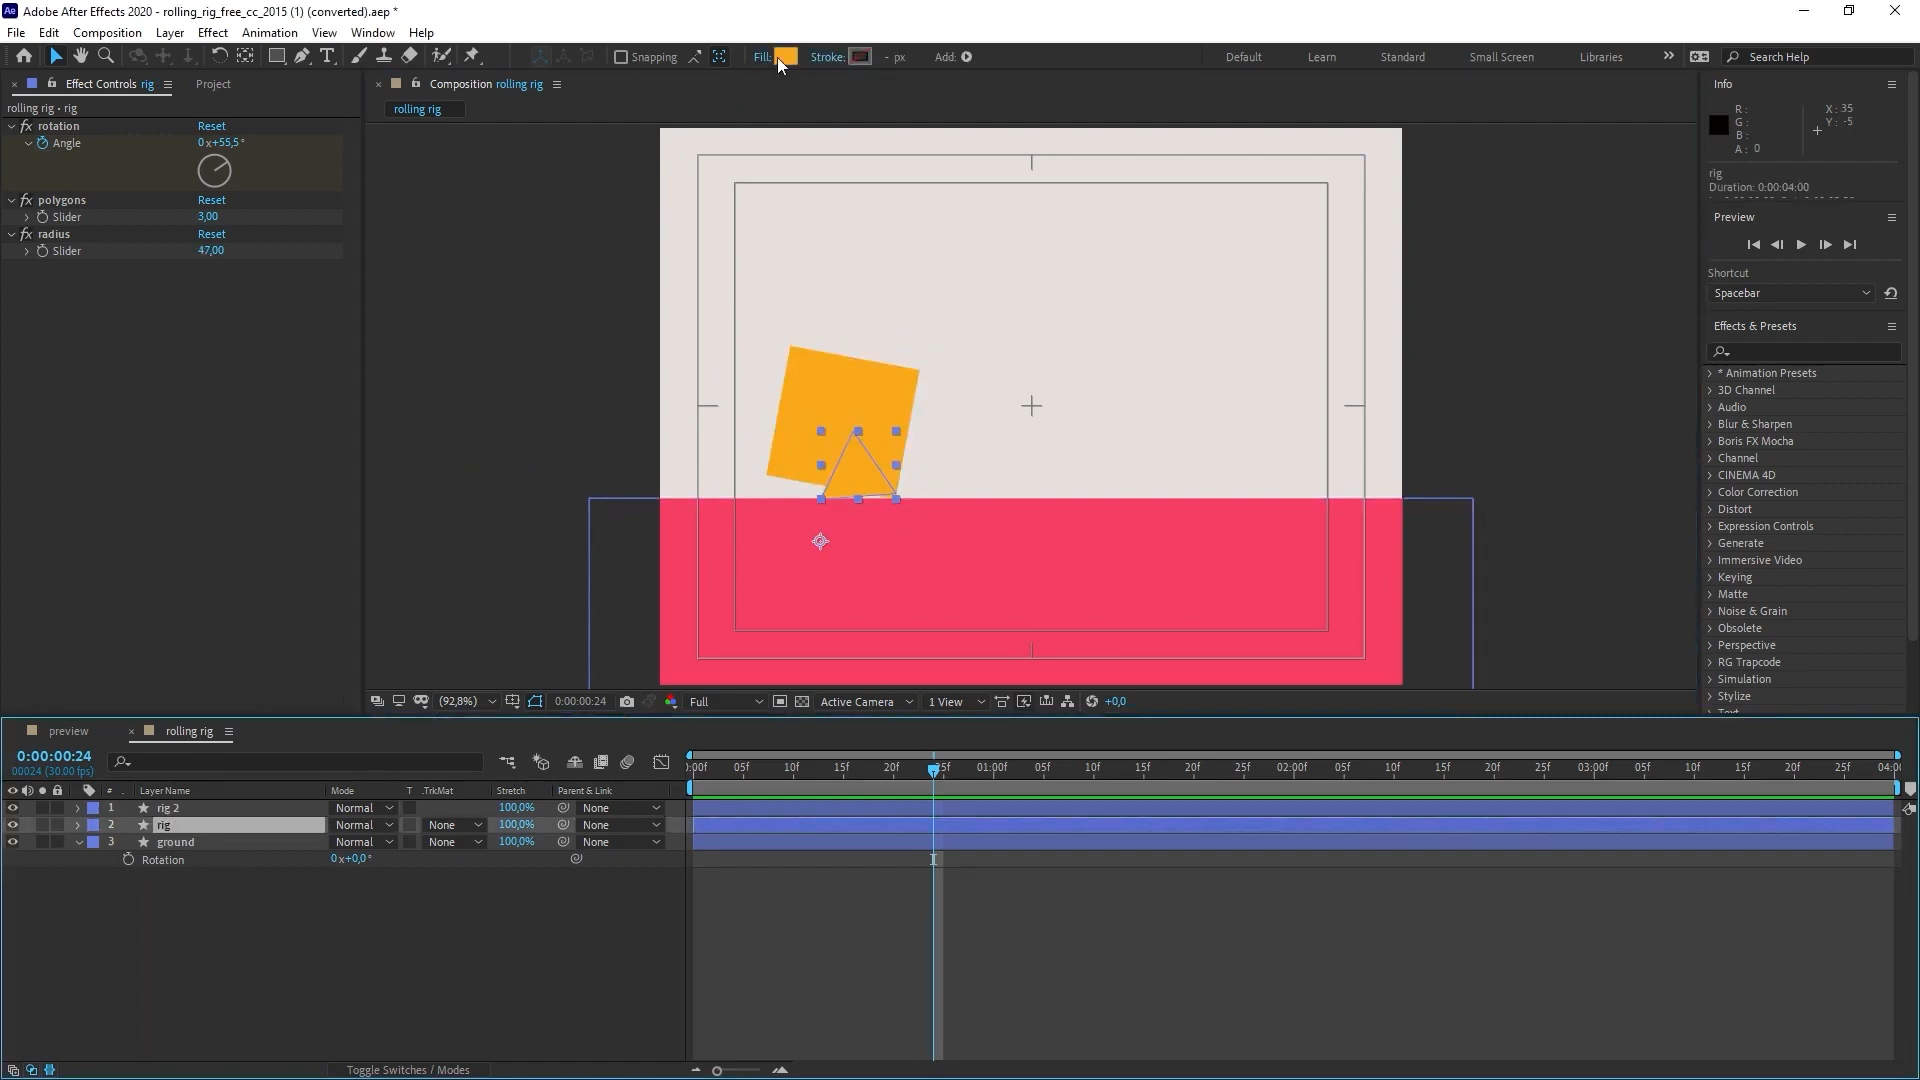 Adobe After Effects 2020 - rolling_rig_free_cc_2015 (1) (converted).aep *
File Edit Composition Layer Effect Animation View Window Help
Snapping Fill: Stroke: - px Add: Default Learn Standard Small Screen Libraries Search Help
Effect Controls rig Project
rolling rig • rig
fx rotation Reset
Angle 0x+55,5°
fx polygons Reset
Slider 3,00
fx radius Reset
Slider 47,00
Composition rolling rig
rolling rig
(92,8%) 0:00:00:24 Full Active Camera 1 View +0,0
Info
R: X: 35
G: Y: -5
B:
A: 0
rig
Duration: 0:00:04:00
Preview
Shortcut
Spacebar
Effects & Presets
* Animation Presets
3D Channel
Audio
Blur & Sharpen
Boris FX Mocha
Channel
CINEMA 4D
Color Correction
Distort
Expression Controls
Generate
Immersive Video
Keying
Matte
Noise & Grain
Obsolete
Perspective
RG Trapcode
Simulation
Stylize
Text
preview rolling rig
0:00:00:24
00024 (30.00 fps)
:00f 05f 10f 15f 20f 25f 01:00f 05f 10f 15f 20f 25f 02:00f 05f 10f 15f 20f 25f 03:00f 05f 10f 15f 20f 25f 04:00
# Layer Name Mode T .TrkMat Stretch Parent & Link
1 rig 2 Normal 100,0% None
2 rig Normal None 100,0% None
3 ground Normal None 100,0% None
Rotation 0x+0,0°
Toggle Switches / Modes